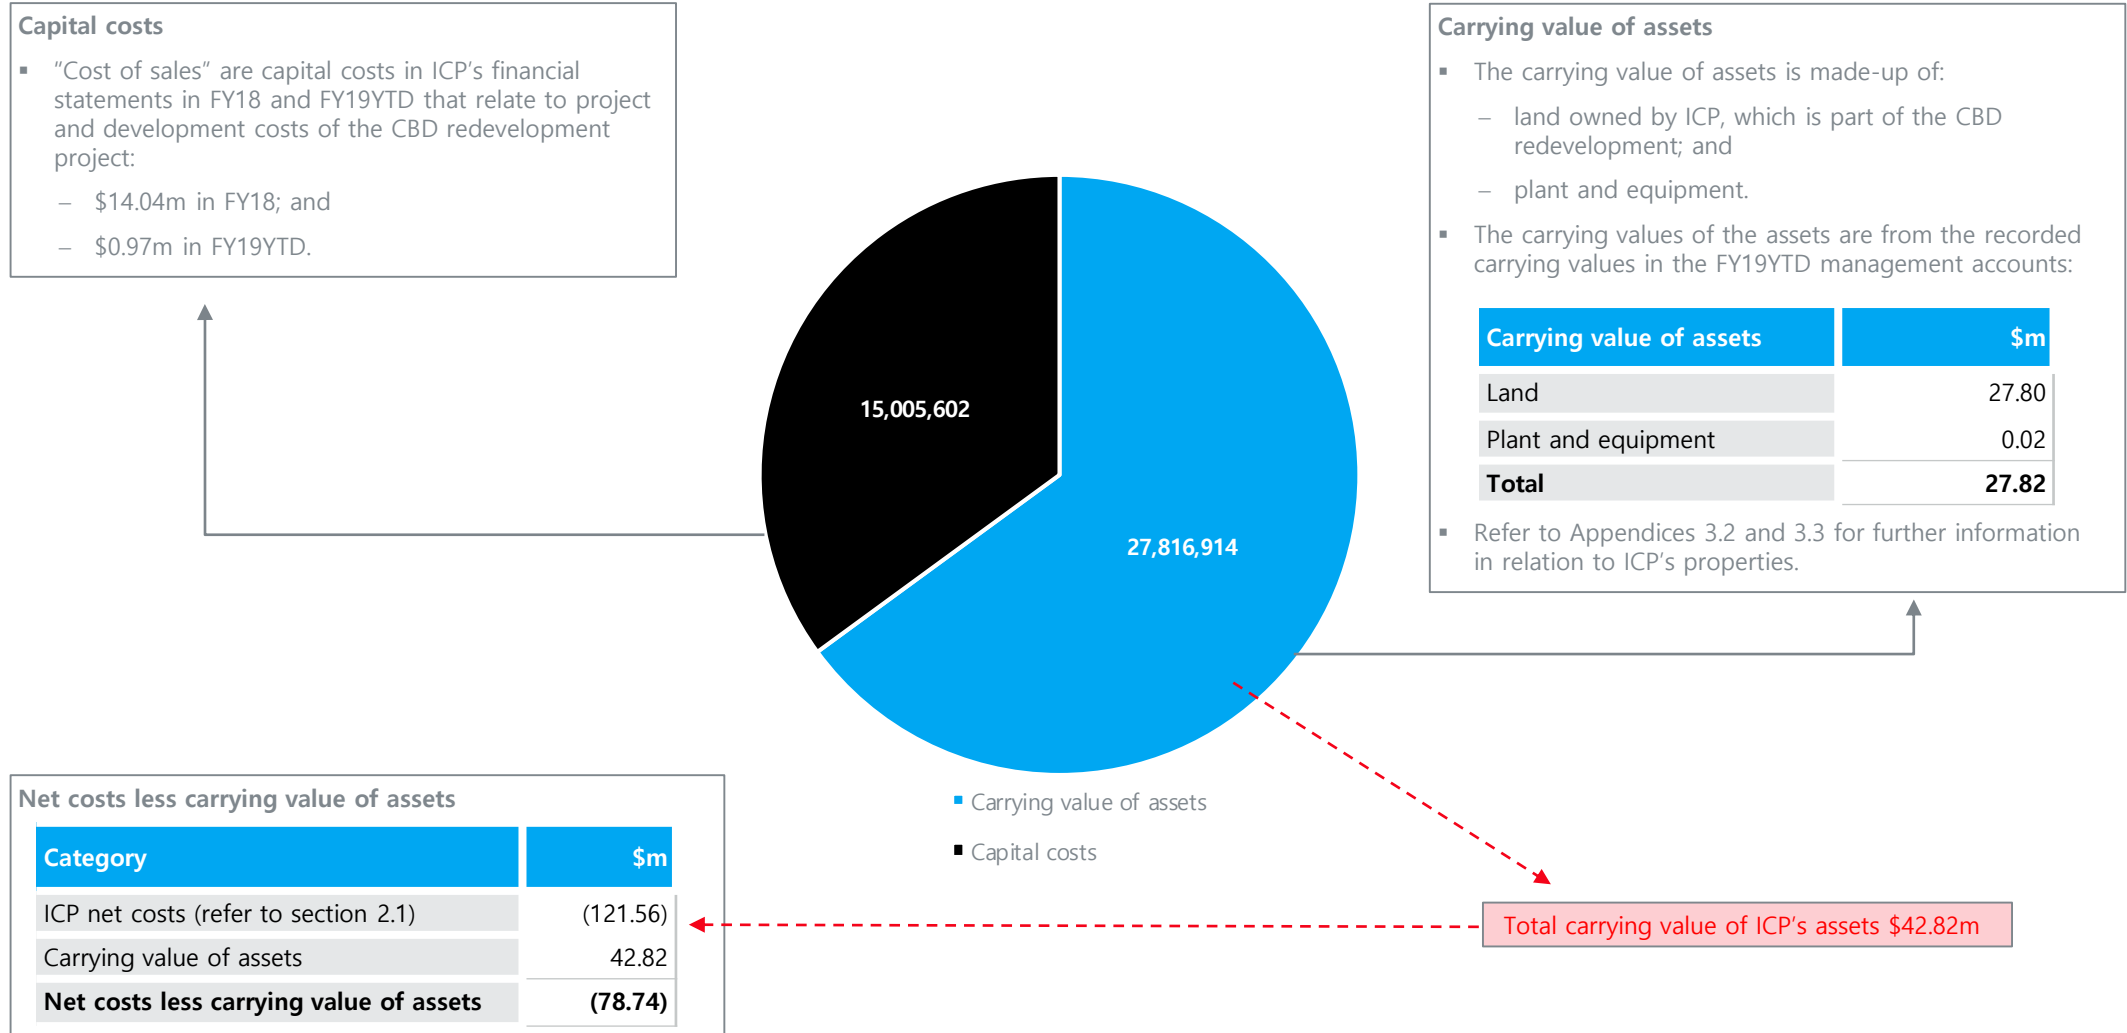 Capital costs
▪ "Cost of sales" are capital costs in ICP's financial
statements in FY18 and FY19YTD that relate to project
and development costs of the CBD redevelopment
project:
– $14.04m in FY18; and
– $0.97m in FY19YTD.
Carrying value of assets
▪ The carrying value of assets is made-up of:
– land owned by ICP, which is part of the CBD
redevelopment; and
– plant and equipment.
▪ The carrying values of the assets are from the recorded
carrying values in the FY19YTD management accounts:
Carrying value of assets $m
Land 27.80
Plant and equipment 0.02
Total 27.82
▪ Refer to Appendices 3.2 and 3.3 for further information
in relation to ICP's properties.
15,005,602
27,816,914
▪ Carrying value of assets
▪ Capital costs
Net costs less carrying value of assets
Category $m
ICP net costs (refer to section 2.1) (121.56)
Carrying value of assets 42.82
Net costs less carrying value of assets (78.74)
Total carrying value of ICP's assets $42.82m